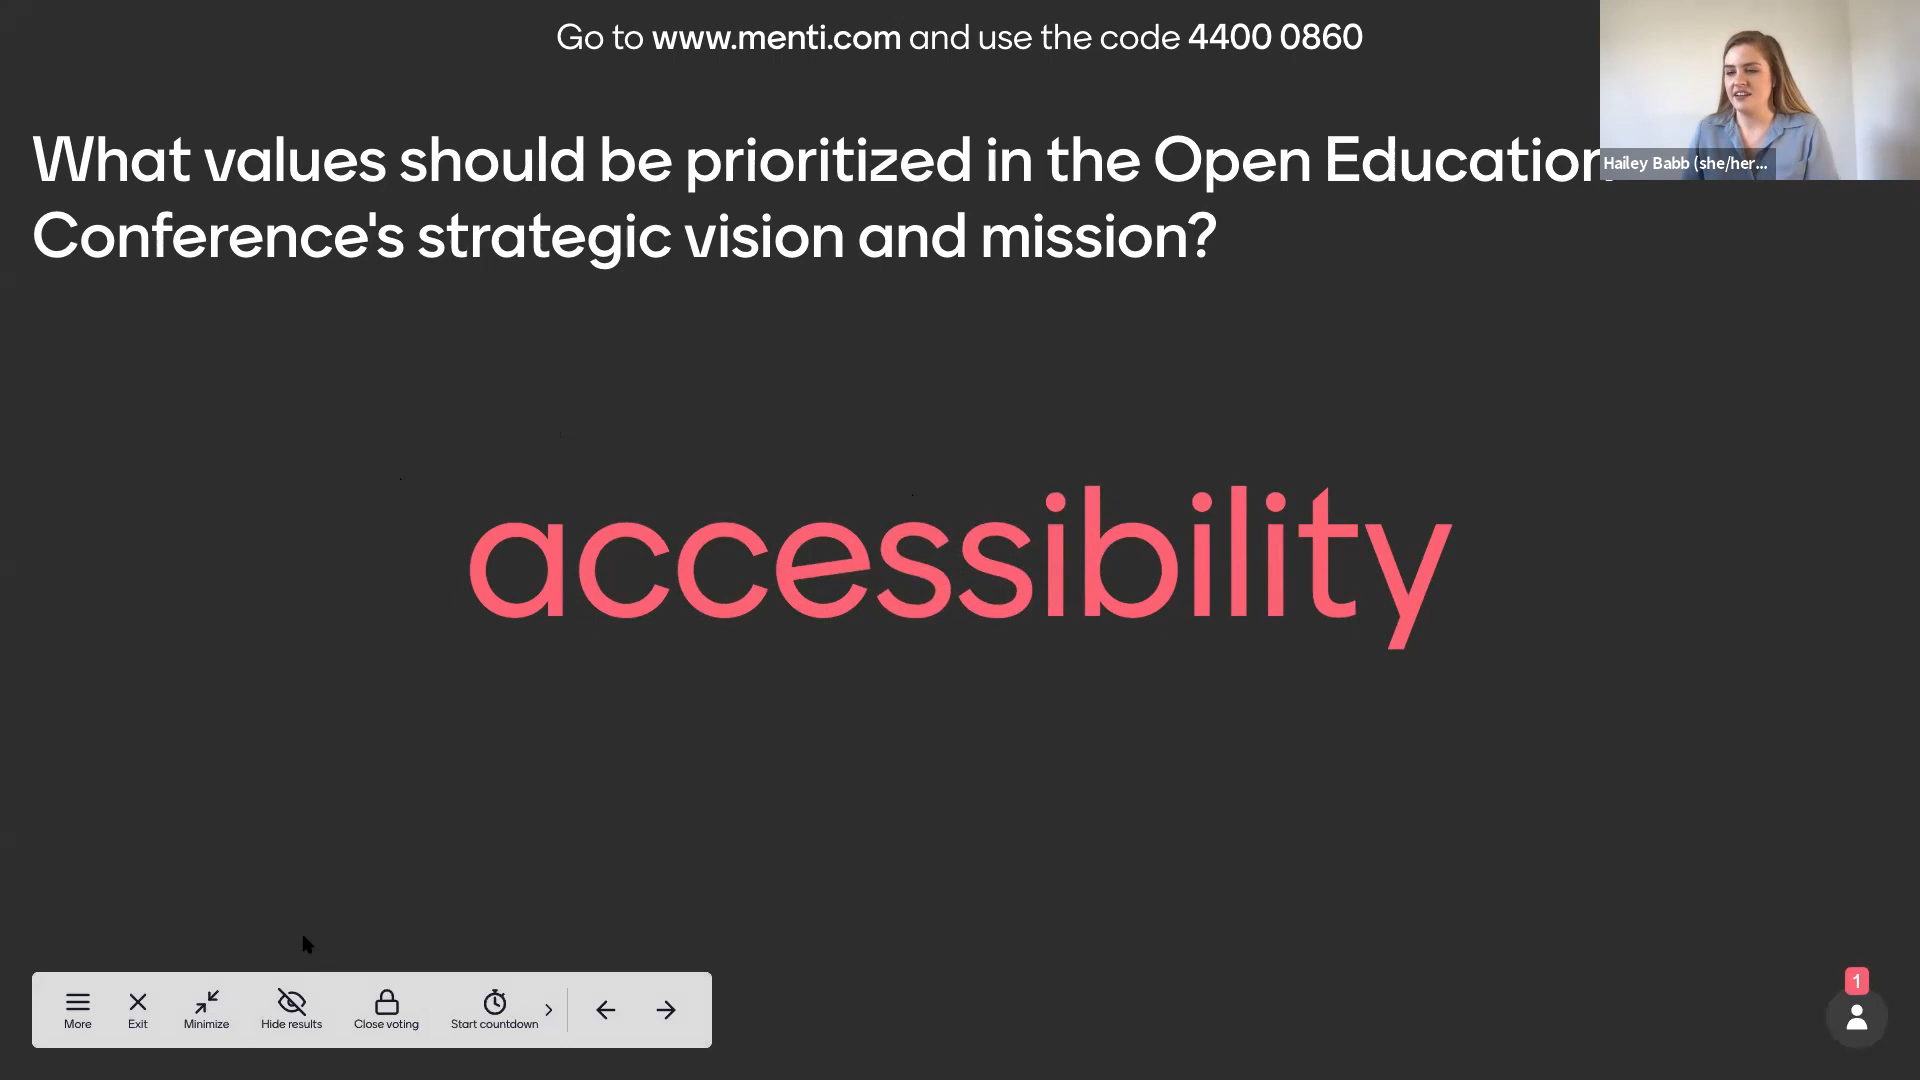 Go to www.menti.com and use the code 4400 0860
What values should be prioritized in the Open Education
Conference's strategic vision and mission?
Hailey Babb (she/her...
accessibility
More
Exit
Minimize
Hide results
Close voting
Start countdown
1